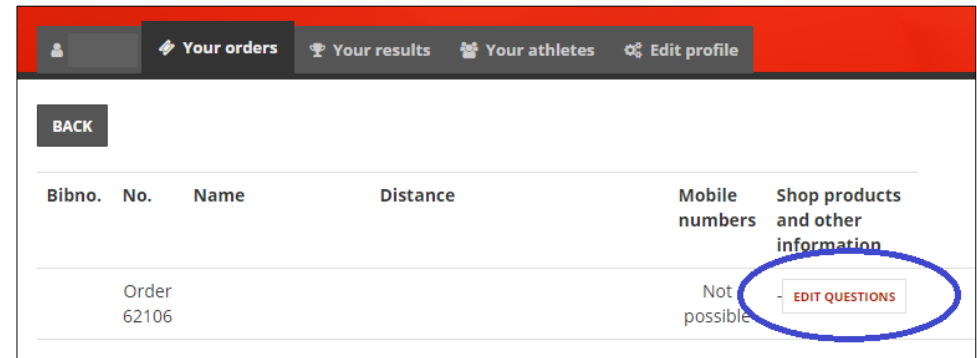 Your orders Your results Your athletes Edit profile
BACK
Bibno. No. Name Distance Mobile numbers Shop products and other information
Order 62106 Not possible - EDIT QUESTIONS